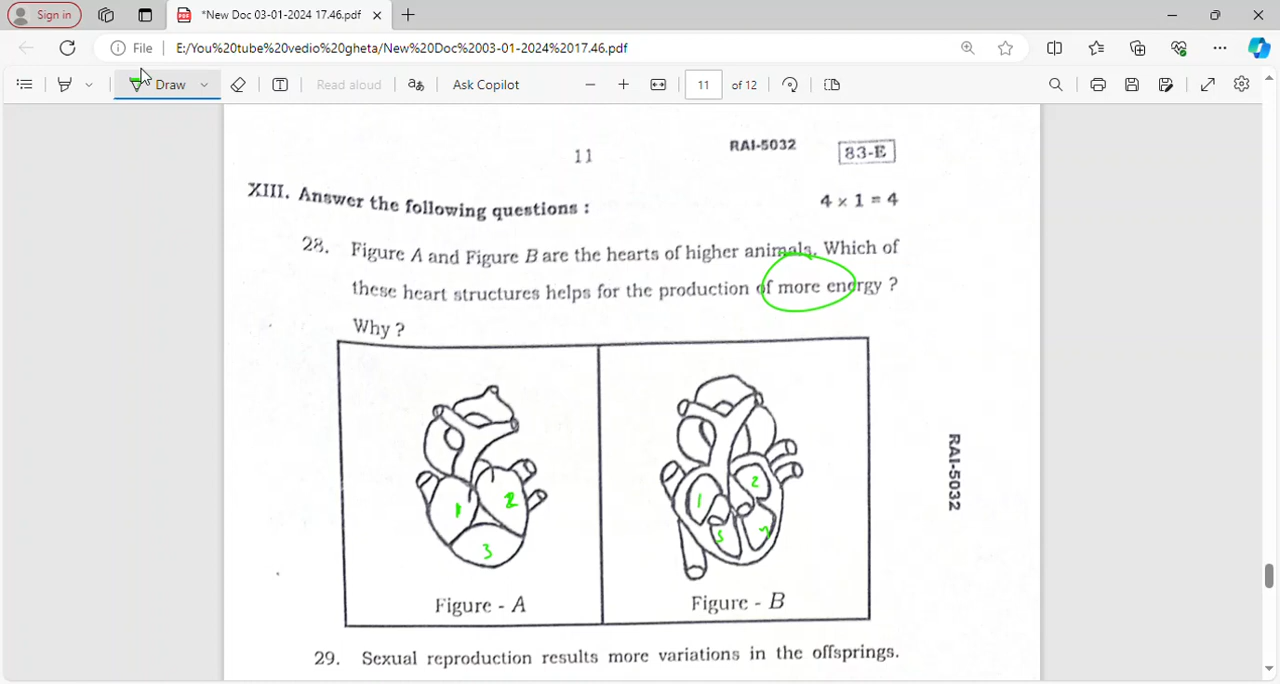 Sign in
*New Doc 03-01-2024 17.46.pdf
File
E:/You%20tube%20vedio%20gheta/New%20Doc%2003-01-2024%2017.46.pdf
Draw
Read aloud
aあ
Ask Copilot
11
of 12
11
RAI-5032
83-E
XIII. Answer the following questions :
4 × 1 = 4
28. Figure A and Figure B are the hearts of higher animals. Which of
these heart structures helps for the production of more energy ?
Why ?
1
2
3
1
2
Figure - A
Figure - B
RAI-5032
29. Sexual reproduction results more variations in the offsprings.